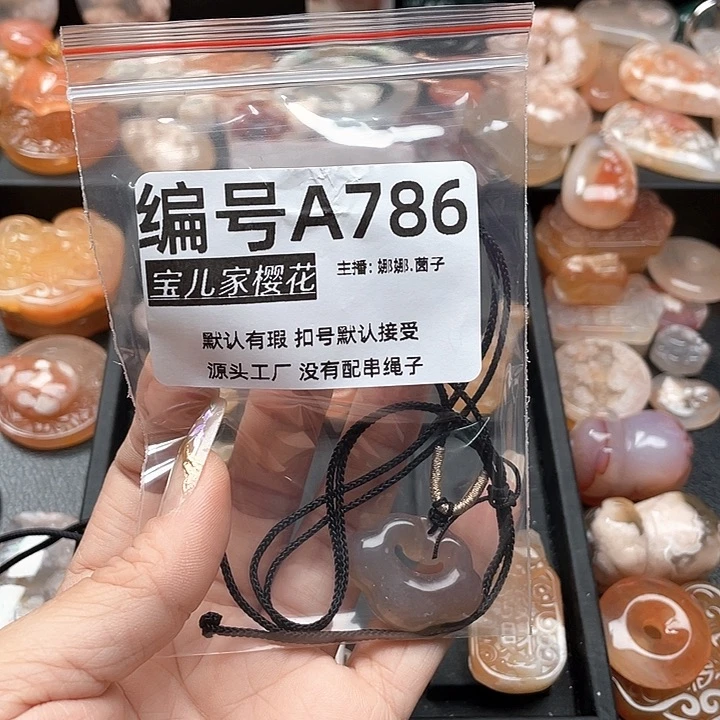 编号A786
宝儿家樱花 主播: 娜娜.茵子
默认有瑕 扣号默认接受
源头工厂 没有配串绳子